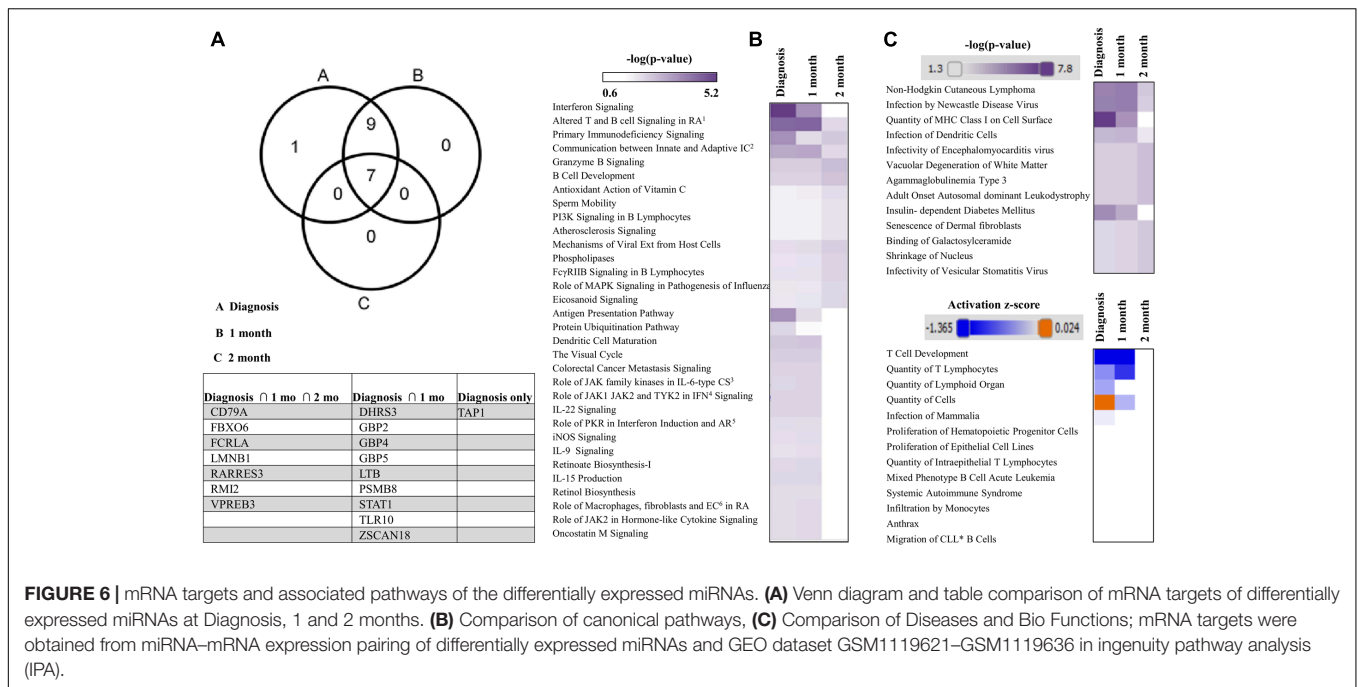 A
A
B
9
1
0
7
0
0
0
C
A Diagnosis
B 1 month
C 2 month
Diagnosis ∩ 1 mo ∩ 2 mo Diagnosis ∩ 1 mo Diagnosis only
CD79A DHRS3 TAP1
FBXO6 GBP2
FCRLA GBP4
LMNB1 GBP5
RARRES3 LTB
RMI2 PSMB8
VPREB3 STAT1
TLR10
ZSCAN18
B
-log(p-value)
0.6 5.2
Diagnosis
1 month
2 month
Interferon Signaling
Altered T and B cell Signaling in RA¹
Primary Immunodeficiency Signaling
Communication between Innate and Adaptive IC²
Granzyme B Signaling
B Cell Development
Antioxidant Action of Vitamin C
Sperm Mobility
PI3K Signaling in B Lymphocytes
Atherosclerosis Signaling
Mechanisms of Viral Ext from Host Cells
Phospholipases
FcγRIIB Signaling in B Lymphocytes
Role of MAPK Signaling in Pathogenesis of Influenza
Eicosanoid Signaling
Antigen Presentation Pathway
Protein Ubiquitination Pathway
Dendritic Cell Maturation
The Visual Cycle
Colorectal Cancer Metastasis Signaling
Role of JAK family kinases in IL-6-type CS³
Role of JAK1 JAK2 and TYK2 in IFN⁴ Signaling
IL-22 Signaling
Role of PKR in Interferon Induction and AR⁵
iNOS Signaling
IL-9 Signaling
Retinoate Biosynthesis-I
IL-15 Production
Retinol Biosynthesis
Role of Macrophages, fibroblasts and EC⁶ in RA
Role of JAK2 in Hormone-like Cytokine Signaling
Oncostatin M Signaling
C
-log(p-value)
1.3 7.8
Diagnosis
1 month
2 month
Non-Hodgkin Cutaneous Lymphoma
Infection by Newcastle Disease Virus
Quantity of MHC Class I on Cell Surface
Infection of Dendritic Cells
Infectivity of Encephalomyocarditis virus
Vacuolar Degeneration of White Matter
Agammaglobulinemia Type 3
Adult Onset Autosomal dominant Leukodystrophy
Insulin- dependent Diabetes Mellitus
Senescence of Dermal fibroblasts
Binding of Galactosylceramide
Shrinkage of Nucleus
Infectivity of Vesicular Stomatitis Virus
Activation z-score
-1.365 0.024
Diagnosis
1 month
2 month
T Cell Development
Quantity of T Lymphocytes
Quantity of Lymphoid Organ
Quantity of Cells
Infection of Mammalia
Proliferation of Hematopoietic Progenitor Cells
Proliferation of Epithelial Cell Lines
Quantity of Intraepithelial T Lymphocytes
Mixed Phenotype B Cell Acute Leukemia
Systemic Autoimmune Syndrome
Infiltration by Monocytes
Anthrax
Migration of CLL* B Cells
FIGURE 6 | mRNA targets and associated pathways of the differentially expressed miRNAs. (A) Venn diagram and table comparison of mRNA targets of differentially
expressed miRNAs at Diagnosis, 1 and 2 months. (B) Comparison of canonical pathways, (C) Comparison of Diseases and Bio Functions; mRNA targets were
obtained from miRNA–mRNA expression pairing of differentially expressed miRNAs and GEO dataset GSM1119621–GSM1119636 in ingenuity pathway analysis
(IPA).